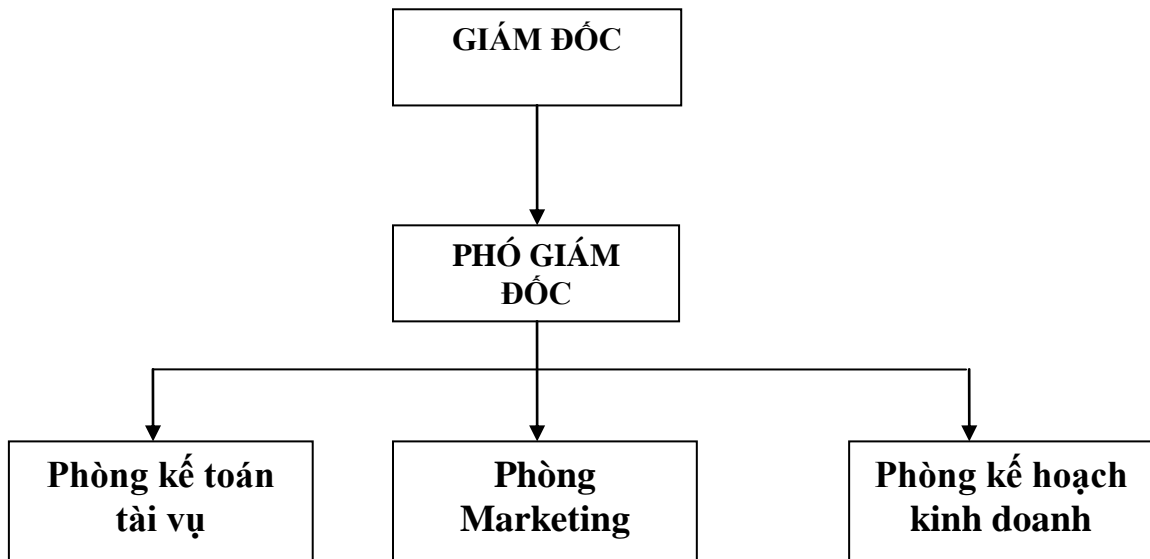 GIÁM ĐỐC
PHÓ GIÁM
ĐỐC
Phòng kế toán
tài vụ
Phòng
Marketing
Phòng kế hoạch
kinh doanh